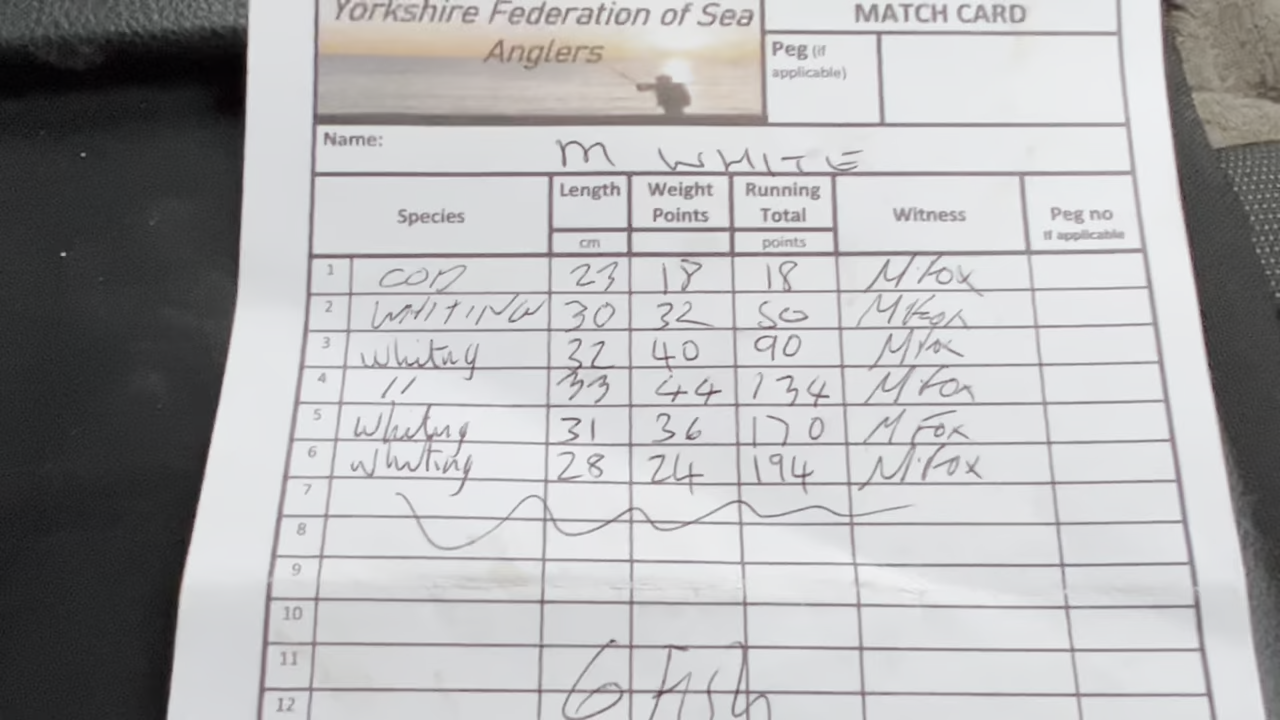 Yorkshire Federation of Sea Anglers
MATCH CARD
Peg (if applicable)
Name: M WHITE
Species Length Weight Points Running Total Witness Peg no
cm points If applicable
1 COD 23 18 18 M.Fox
2 WHITING 30 32 50 M Fox
3 Whiting 32 40 90 M Fox
4 // 33 44 134 M Fox
5 Whiting 31 36 170 M Fox
6 Whiting 28 24 194 M.Fox
7
8
9
10
11
12
6 Fish